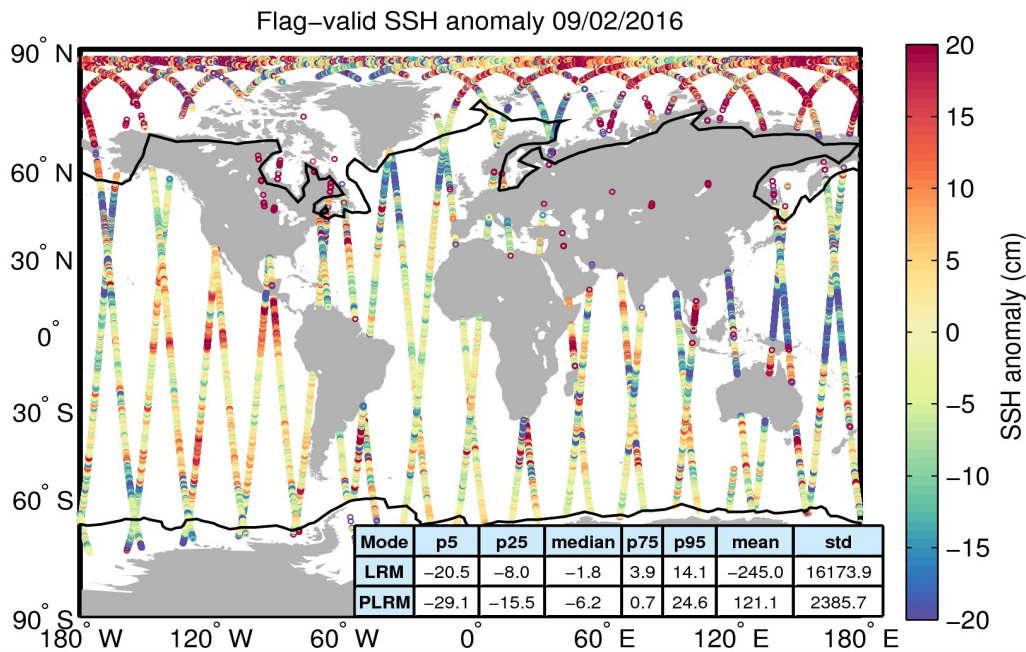 Flag−valid SSH anomaly 09/02/2016
90° N
60° N
30° N
0°
30° S
60° S
90° S
180° W 120° W 60° W 0° 60° E 120° E 180° E
Mode p5 p25 median p75 p95 mean std
LRM −20.5 −8.0 −1.8 3.9 14.1 −245.0 16173.9
PLRM −29.1 −15.5 −6.2 0.7 24.6 121.1 2385.7
20
15
10
5
0
−5
−10
−15
−20
SSH anomaly (cm)